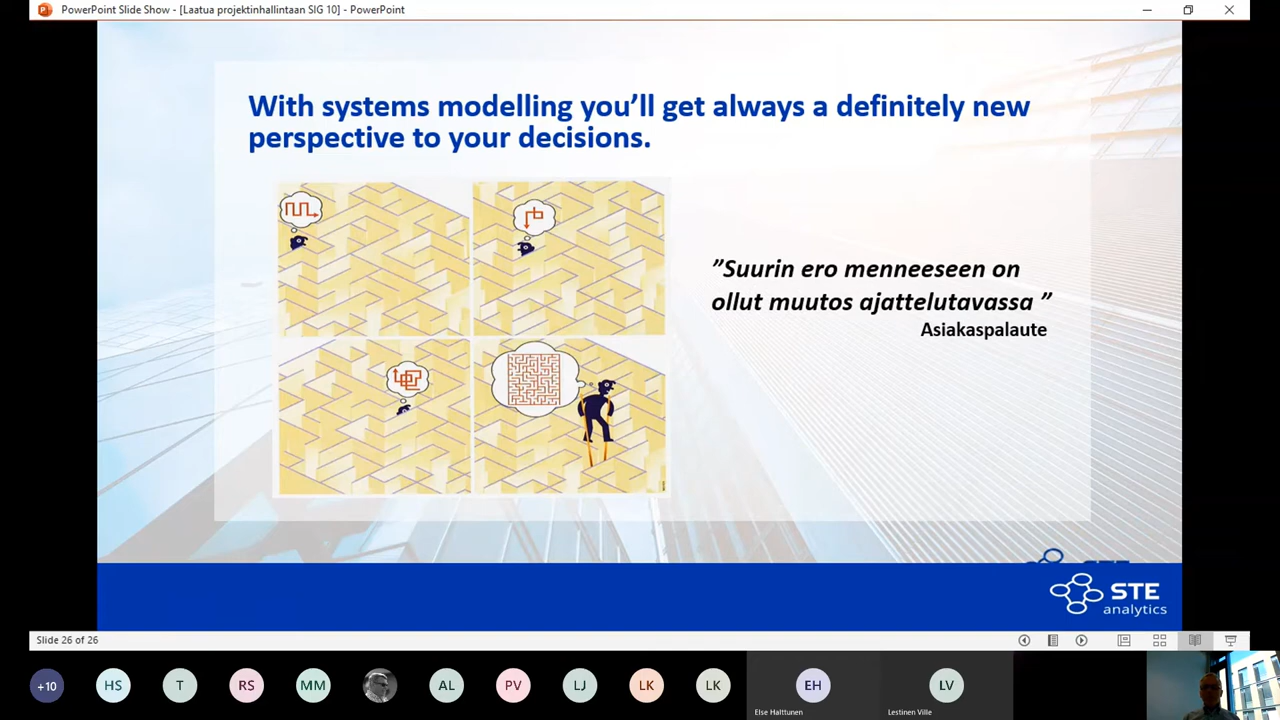 PowerPoint Slide Show - [Laatua projektinhallintaan SIG 10] - PowerPoint
With systems modelling you’ll get always a definitely new
perspective to your decisions.
”Suurin ero menneeseen on
ollut muutos ajattelutavassa ”
Asiakaspalaute
STE
analytics
Slide 26 of 26
+10
HS
T
RS
MM
AL
PV
LJ
LK
LK
EH
LV
Else Halttunen
Lestinen Ville